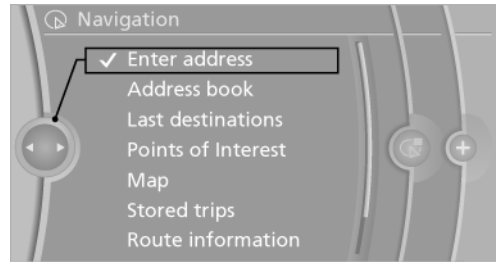 Navigation
Enter address
Address book
Last destinations
Points of Interest
Map
Stored trips
Route information